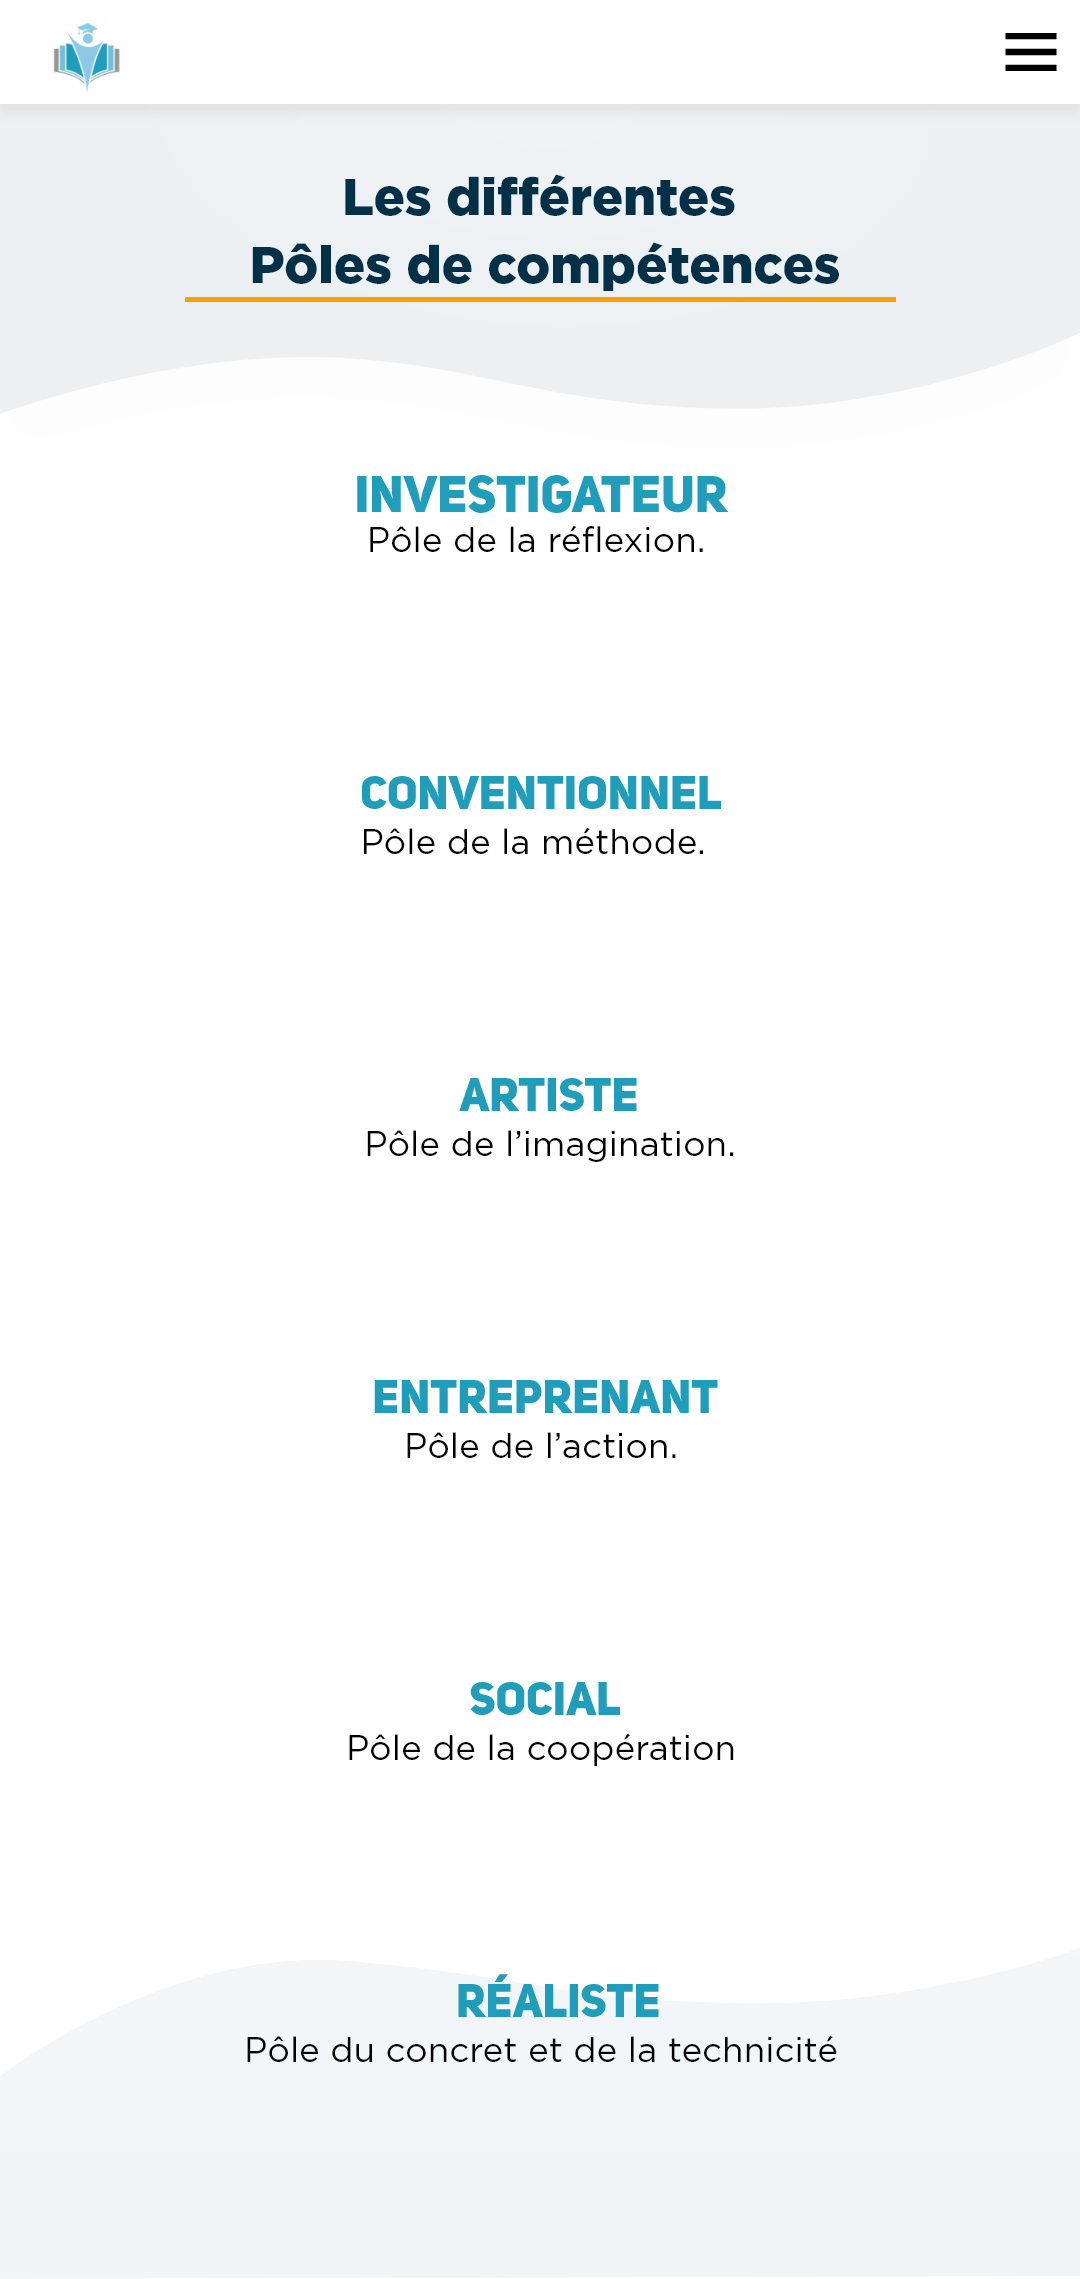 Les différentes
Pôles de compétences
INVESTIGATEUR
Pôle de la réflexion.
CONVENTIONNEL
Pôle de la méthode.
ARTISTE
Pôle de l’imagination.
ENTREPRENANT
Pôle de l’action.
SOCIAL
Pôle de la coopération
RÉALISTE
Pôle du concret et de la technicité